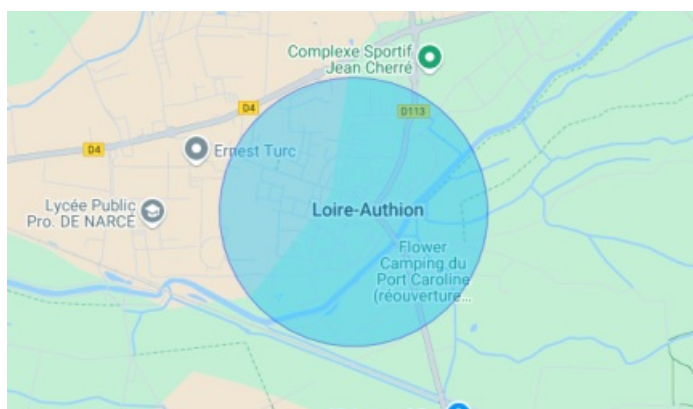 Complexe Sportif
Jean Cherré
D4
D113
D4
Ernest Turc
Lycée Public
Pro. DE NARCÉ
Loire-Authion
Flower
Camping du
Port Caroline
(réouverture...